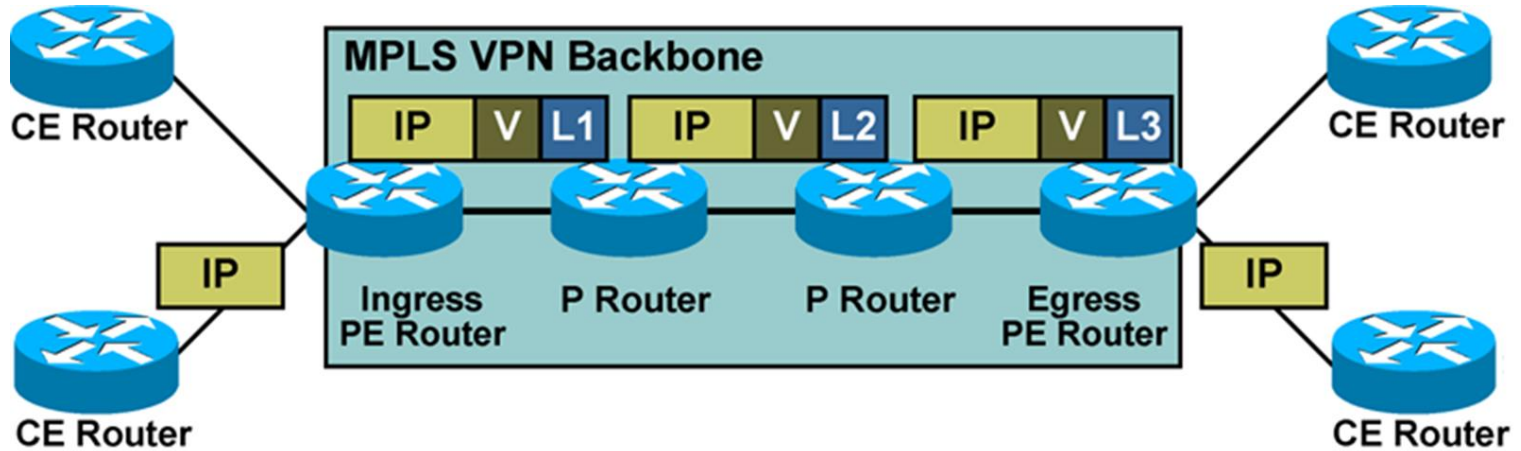 MPLS VPN Backbone
IP V L1
IP V L2
IP V L3
CE Router
CE Router
IP
IP
Ingress
PE Router
P Router
P Router
Egress
PE Router
CE Router
CE Router